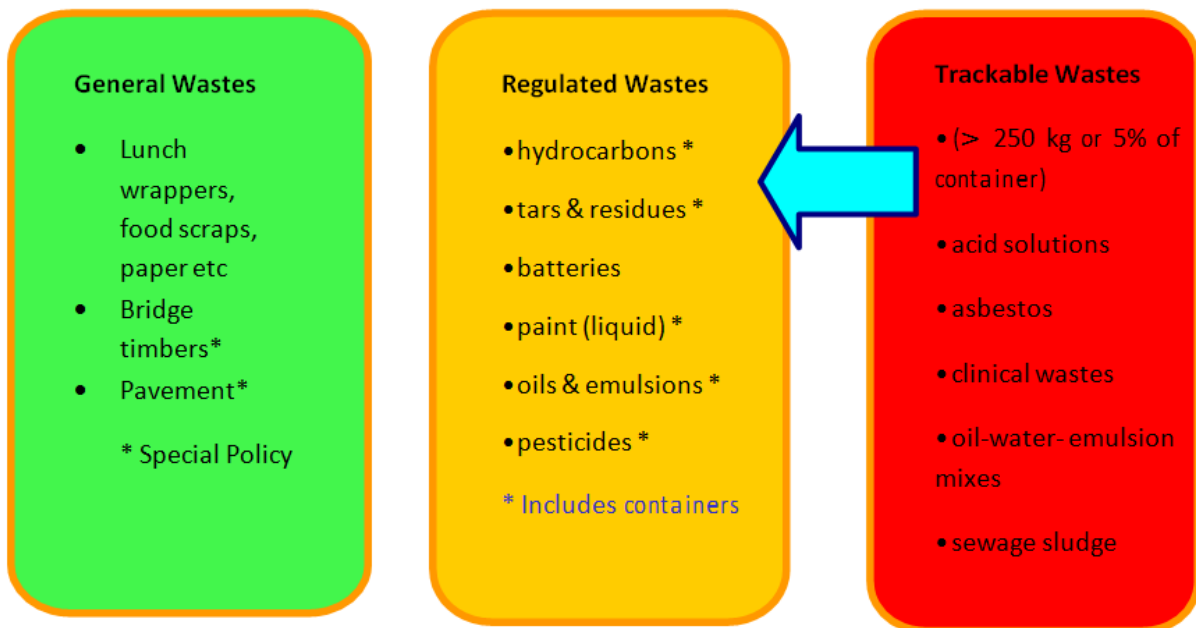 General Wastes
• Lunch
wrappers,
food scraps,
paper etc
• Bridge
timbers*
• Pavement*
* Special Policy
Regulated Wastes
•hydrocarbons *
•tars & residues *
•batteries
•paint (liquid) *
•oils & emulsions *
•pesticides *
* Includes containers
Trackable Wastes
•(> 250 kg or 5% of
container)
•acid solutions
•asbestos
•clinical wastes
•oil-water- emulsion
mixes
•sewage sludge